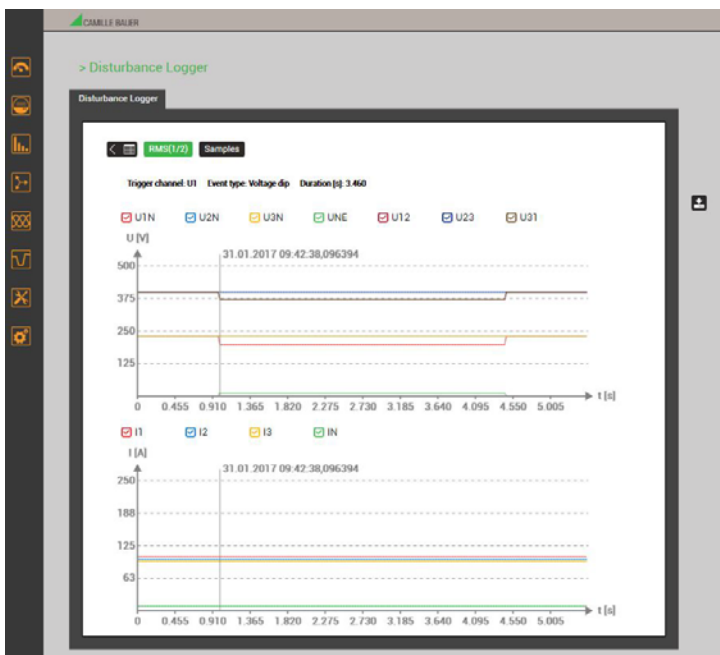 CAMILLE BAUER
> Disturbance Logger
Disturbance Logger
RMS(1/2) Samples
Trigger channel: U1 Event type: Voltage dip Duration [s]: 3.460
U1N U2N U3N UNE U12 U23 U31
U [V]
31.01.2017 09:42:38,096394
500
375
250
125
t [s]
0 0.455 0.910 1.365 1.820 2.275 2.730 3.185 3.640 4.095 4.550 5.005
I1 I2 I3 IN
I [A]
31.01.2017 09:42:38,096394
250
188
125
63
t [s]
0 0.455 0.910 1.365 1.820 2.275 2.730 3.185 3.640 4.095 4.550 5.005